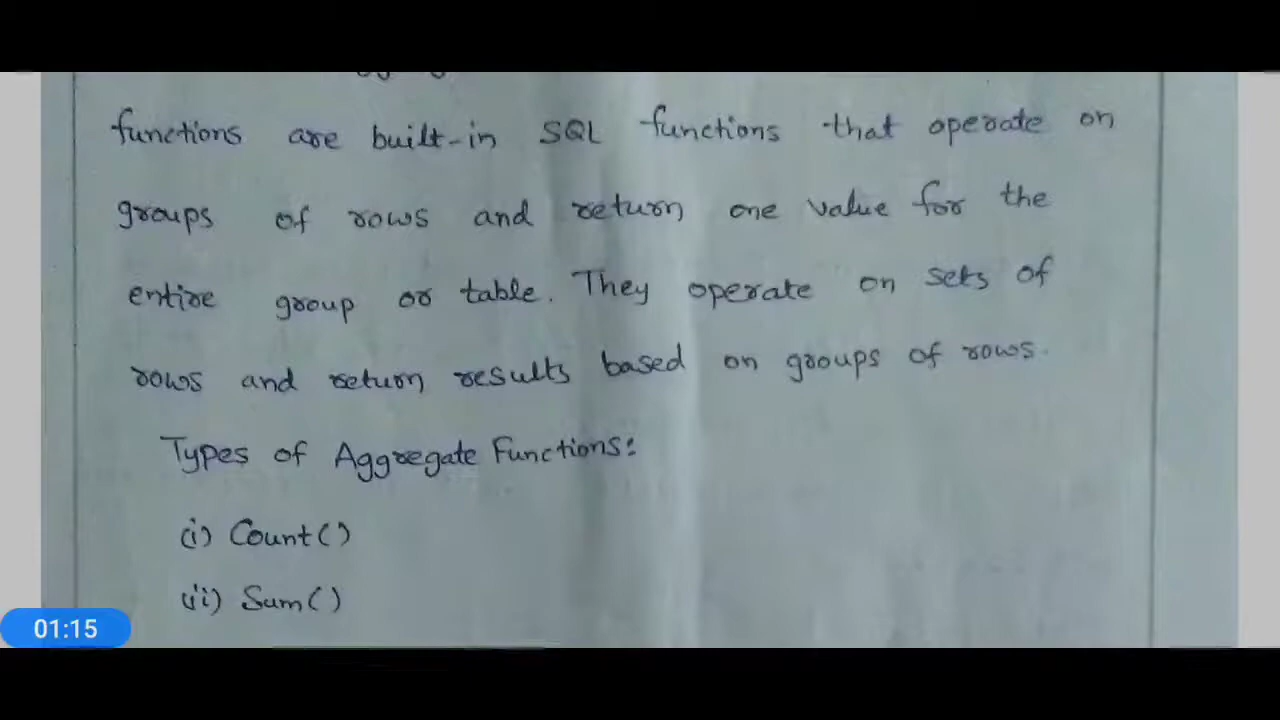 functions are built-in SQL functions that operate on
groups of rows and return one value for the
entire group or table. They operate on sets of
rows and return results based on groups of rows.
Types of Aggregate Functions:
(i) Count()
(ii) Sum()
01:15